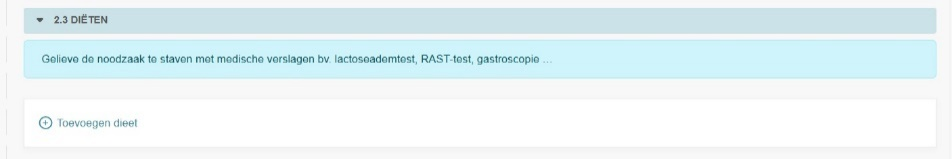 2.3 DIËTEN
Gelieve de noodzaak te staven met medische verslagen bv. lactoseademtest, RAST-test, gastroscopie ...
Toevoegen dieet